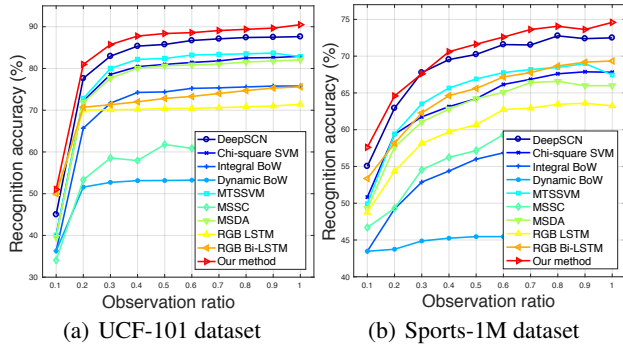 Recognition accuracy (%)
100
90
80
70
60
50
40
30
0.1 0.2 0.3 0.4 0.5 0.6 0.7 0.8 0.9 1
Observation ratio
DeepSCN
Chi-square SVM
Integral BoW
Dynamic BoW
MTSSVM
MSSC
MSDA
RGB LSTM
RGB Bi-LSTM
Our method
(a) UCF-101 dataset
Recognition accuracy (%)
75
70
65
60
55
50
45
40
0.1 0.2 0.3 0.4 0.5 0.6 0.7 0.8 0.9 1
Observation ratio
DeepSCN
Chi-square SVM
Integral BoW
Dynamic BoW
MTSSVM
MSSC
MSDA
RGB LSTM
RGB Bi-LSTM
Our method
(b) Sports-1M dataset